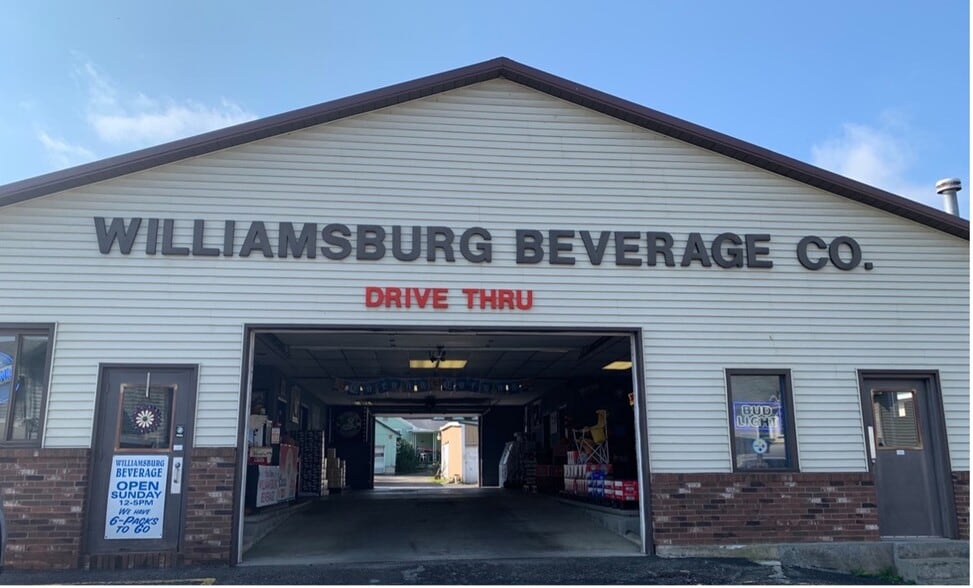 WILLIAMSBURG BEVERAGE CO.
DRIVE THRU
WILLIAMSBURG
BEVERAGE
OPEN
SUNDAY
12-5PM
WE HAVE
6-PACKS
TO GO
BUD
LIGHT